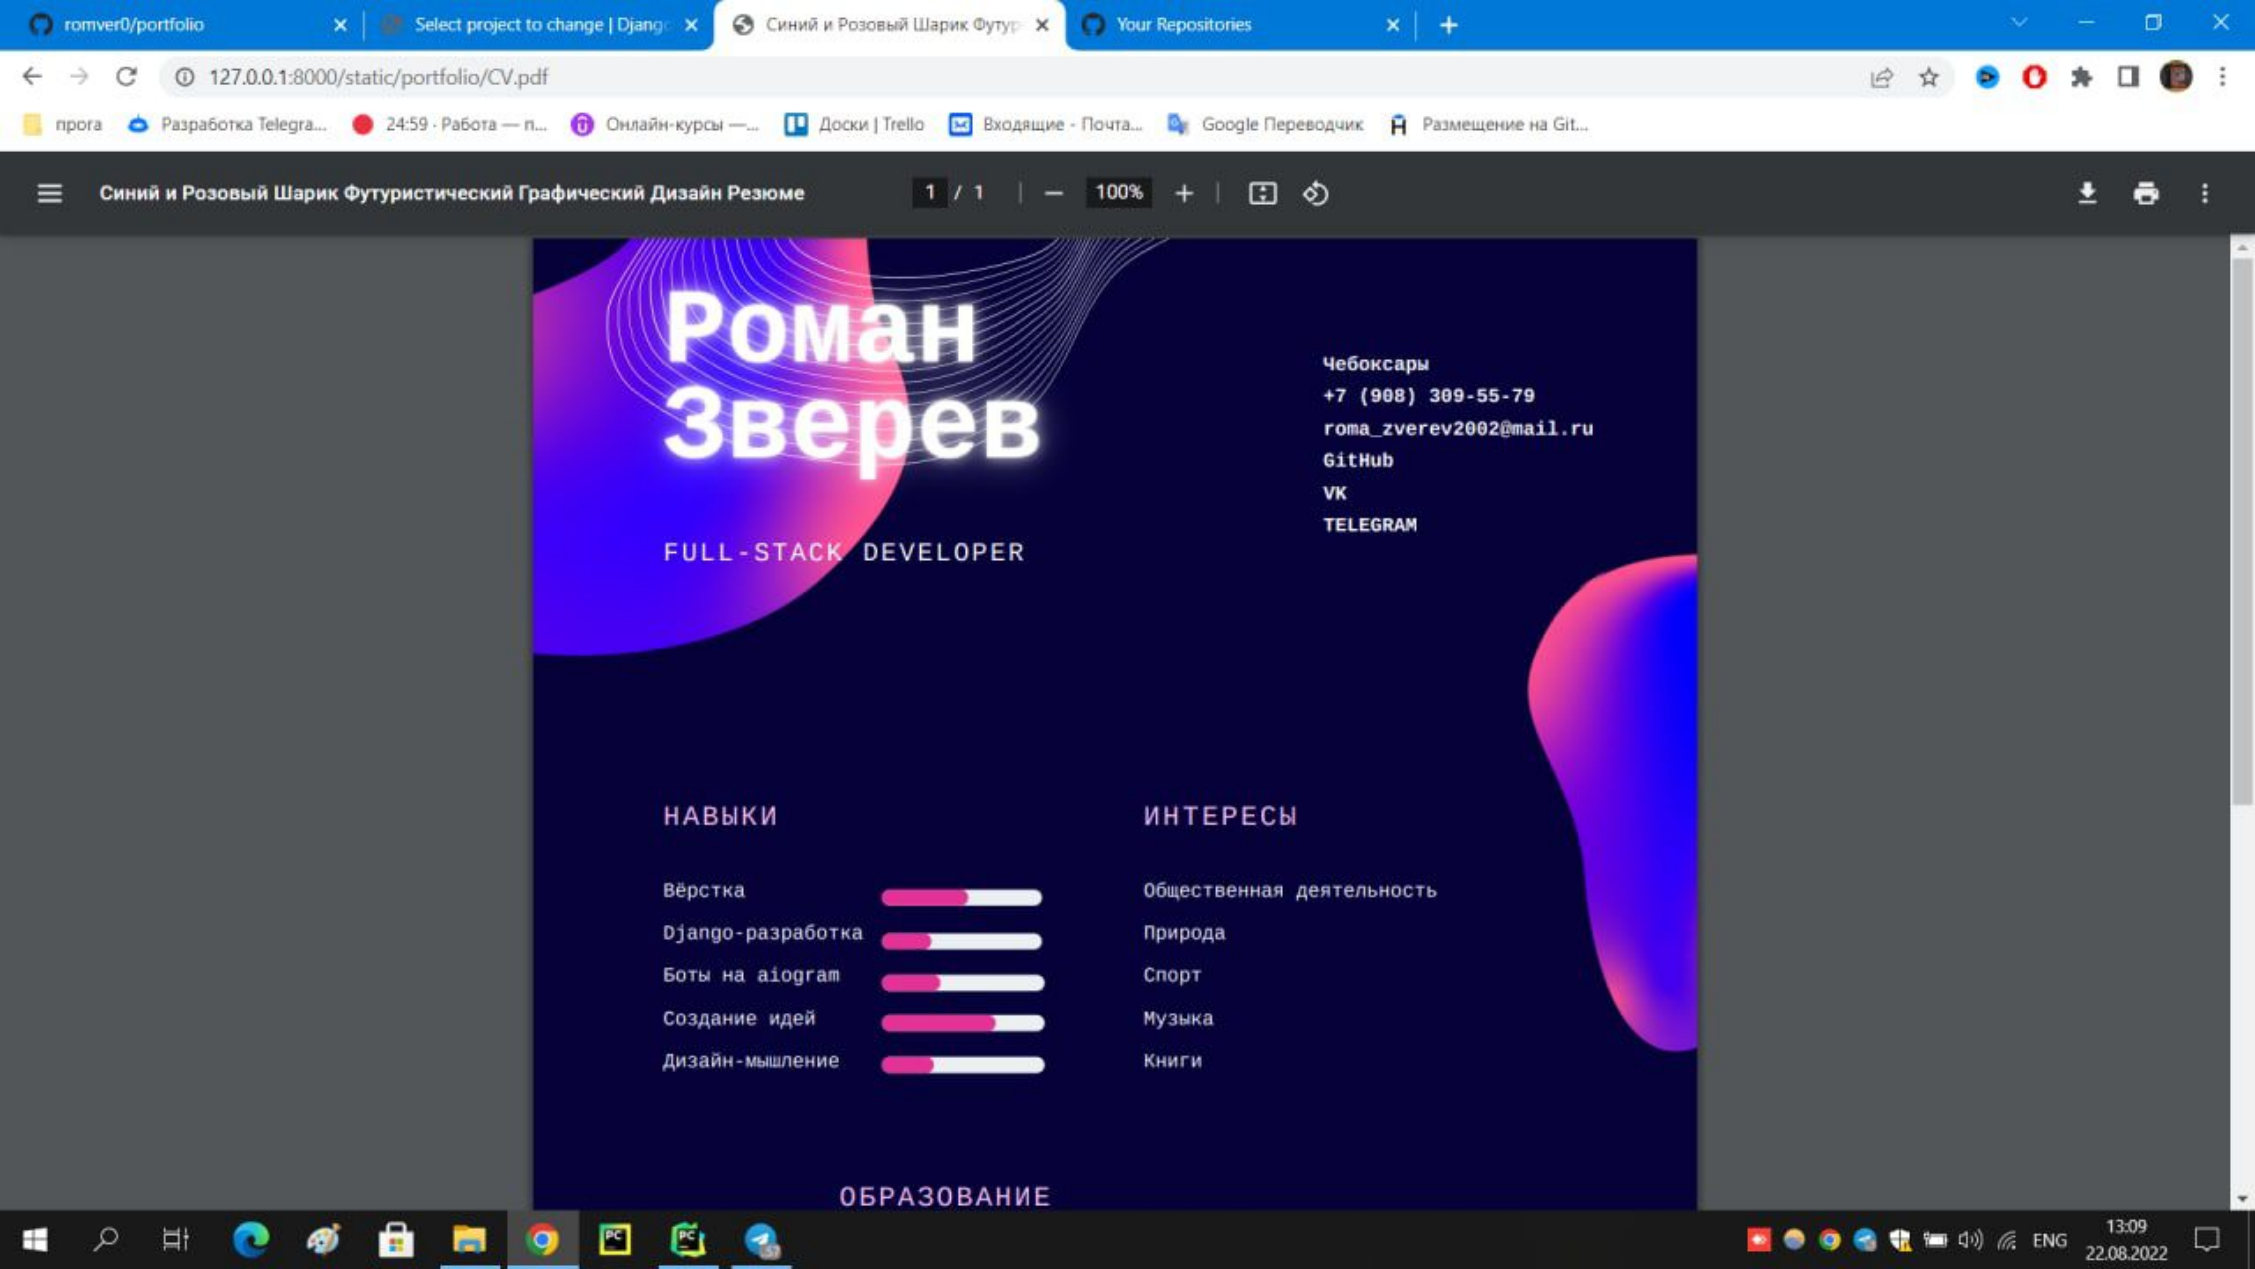 romver0/portfolio
Select project to change | Django
Синий и Розовый Шарик Футур
Your Repositories
127.0.0.1:8000/static/portfolio/CV.pdf
прога
Разработка Telegra...
24:59 · Работа — п...
Онлайн-курсы —...
Доски | Trello
Входящие - Почта...
Google Переводчик
Размещение на Git...
Синий и Розовый Шарик Футуристический Графический Дизайн Резюме
1 / 1
100%
Роман
Зверев
FULL-STACK DEVELOPER
Чебоксары
+7 (908) 309-55-79
roma_zverev2002@mail.ru
GitHub
VK
TELEGRAM
НАВЫКИ
Вёрстка
Django-разработка
Боты на aiogram
Создание идей
Дизайн-мышление
ИНТЕРЕСЫ
Общественная деятельность
Природа
Спорт
Музыка
Книги
ОБРАЗОВАНИЕ
PC
PC
ENG
13:09
22.08.2022